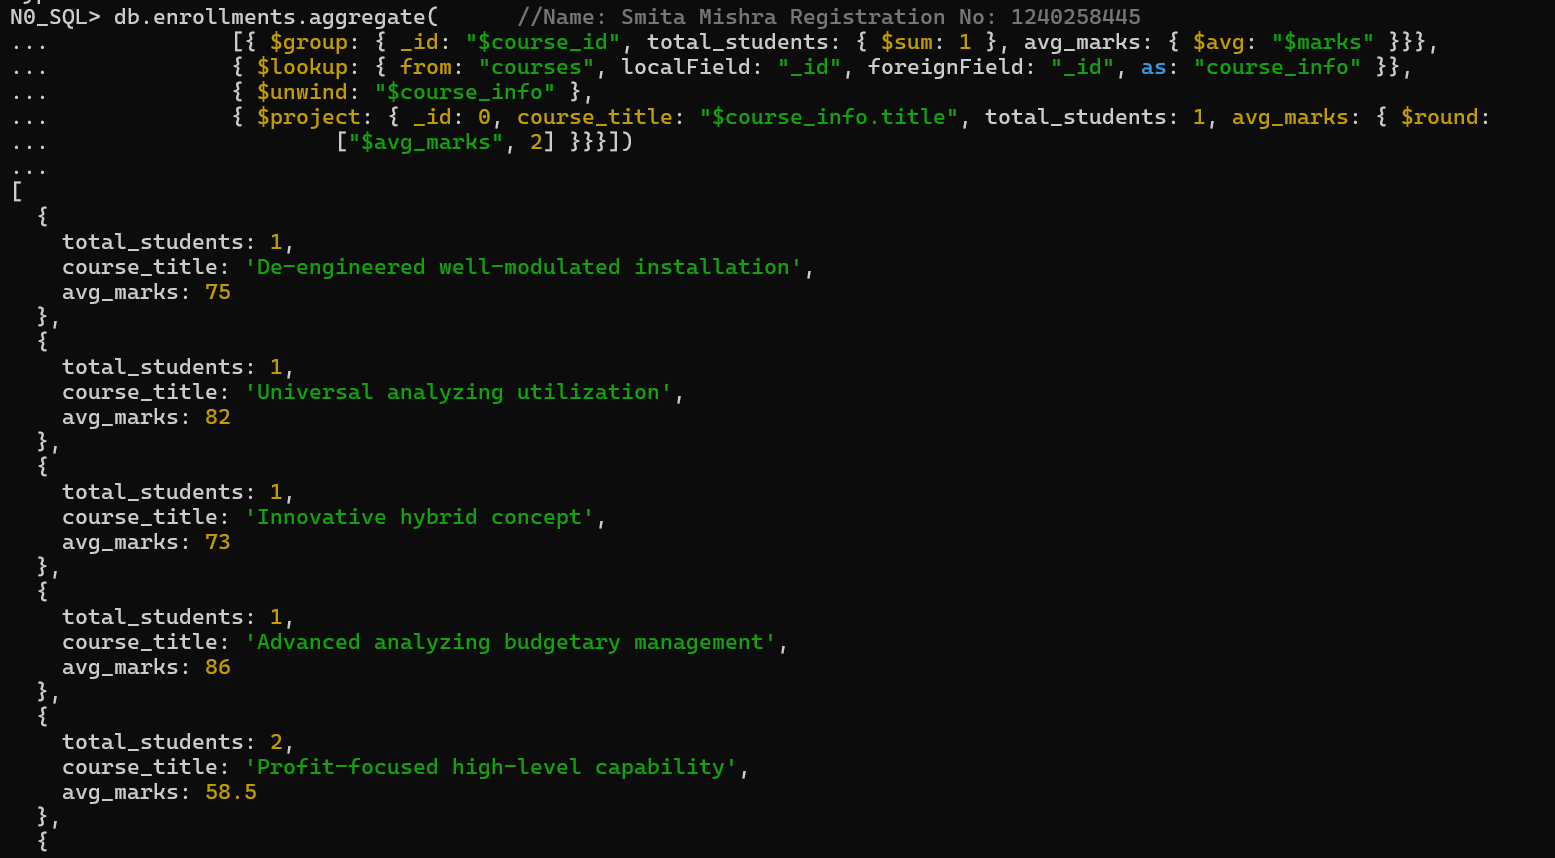 N0_SQL> db.enrollments.aggregate(      //Name: Smita Mishra Registration No: 1240258445
...              [{ $group: { _id: "$course_id", total_students: { $sum: 1 }, avg_marks: { $avg: "$marks" }}},
...              { $lookup: { from: "courses", localField: "_id", foreignField: "_id", as: "course_info" }},
...              { $unwind: "$course_info" },
...              { $project: { _id: 0, course_title: "$course_info.title", total_students: 1, avg_marks: { $round:
...                      ["$avg_marks", 2] }}}])
...
[
  {
    total_students: 1,
    course_title: 'De-engineered well-modulated installation',
    avg_marks: 75
  },
  {
    total_students: 1,
    course_title: 'Universal analyzing utilization',
    avg_marks: 82
  },
  {
    total_students: 1,
    course_title: 'Innovative hybrid concept',
    avg_marks: 73
  },
  {
    total_students: 1,
    course_title: 'Advanced analyzing budgetary management',
    avg_marks: 86
  },
  {
    total_students: 2,
    course_title: 'Profit-focused high-level capability',
    avg_marks: 58.5
  },
  {